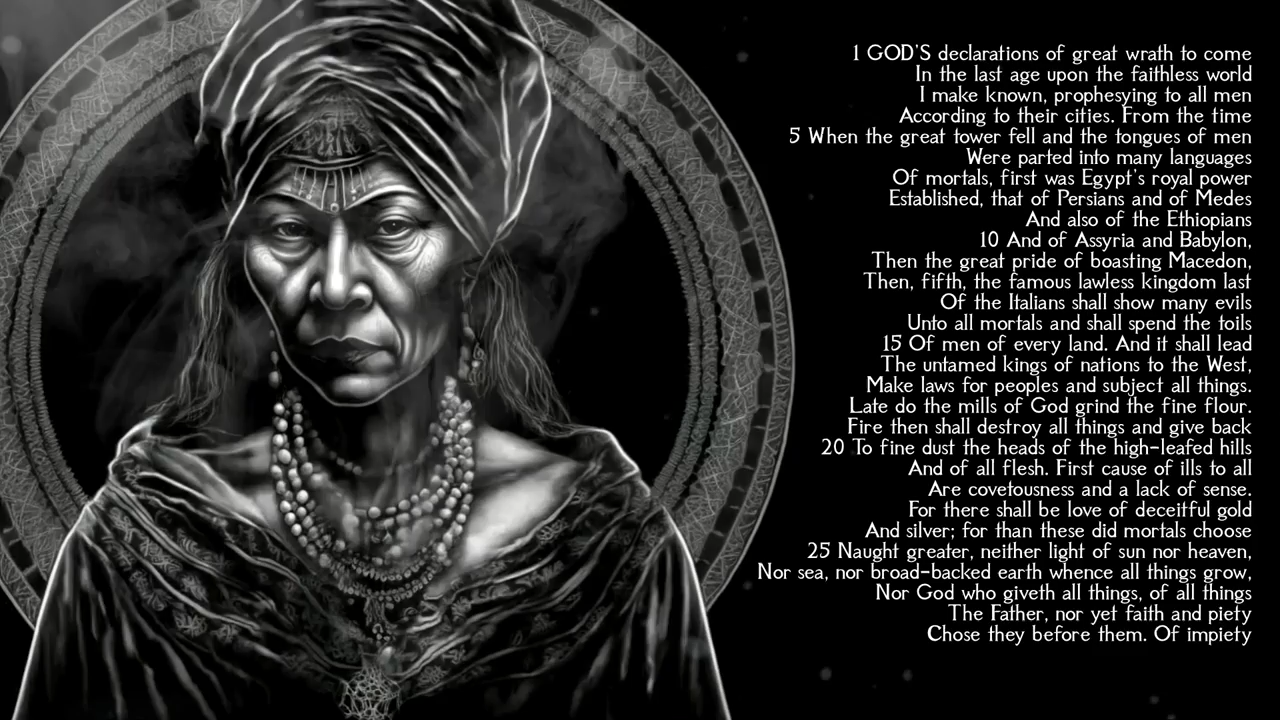 1 GOD'S declarations of great wrath to come
In the last age upon the faithless world
I make known, prophesying to all men
According to their cities. From the time
5 When the great tower fell and the tongues of men
Were parted into many languages
Of mortals, first was Egypt's royal power
Established, that of Persians and of Medes
And also of the Ethiopians
10 And of Assyria and Babylon,
Then the great pride of boasting Macedon,
Then, fifth, the famous lawless kingdom last
Of the Italians shall show many evils
Unto all mortals and shall spend the toils
15 Of men of every land. And it shall lead
The untamed kings of nations to the West,
Make laws for peoples and subject all things.
Late do the mills of God grind the fine flour.
Fire then shall destroy all things and give back
20 To fine dust the heads of the high-leafed hills
And of all flesh. First cause of ills to all
Are covetousness and a lack of sense.
For there shall be love of deceitful gold
And silver; for than these did mortals choose
25 Naught greater, neither light of sun nor heaven,
Nor sea, nor broad-backed earth whence all things grow,
Nor God who giveth all things, of all things
The Father, nor yet faith and piety
Chose they before them. Of impiety